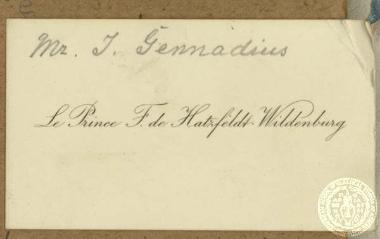 Mr. J. Gennadius
Le Prince F. de Hatzfeldt-Wildenburg